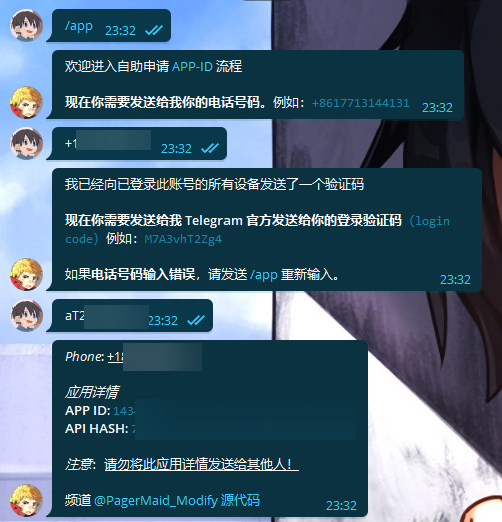 /app 23:32
欢迎进入自助申请 APP-ID 流程
现在你需要发送给我你的电话号码。例如：+8617713144131 23:32
+1 23:32
我已经向已登录此账号的所有设备发送了一个验证码
现在你需要发送给我 Telegram 官方发送给你的登录验证码（login
code）例如：M7A3vhT2Zg4
如果电话号码输入错误，请发送 /app 重新输入。
23:32
aT2 23:32
Phone: +18
应用详情
APP ID: 143
API HASH:
注意：请勿将此应用详情发送给其他人！
频道 @PagerMaid_Modify 源代码
23:32